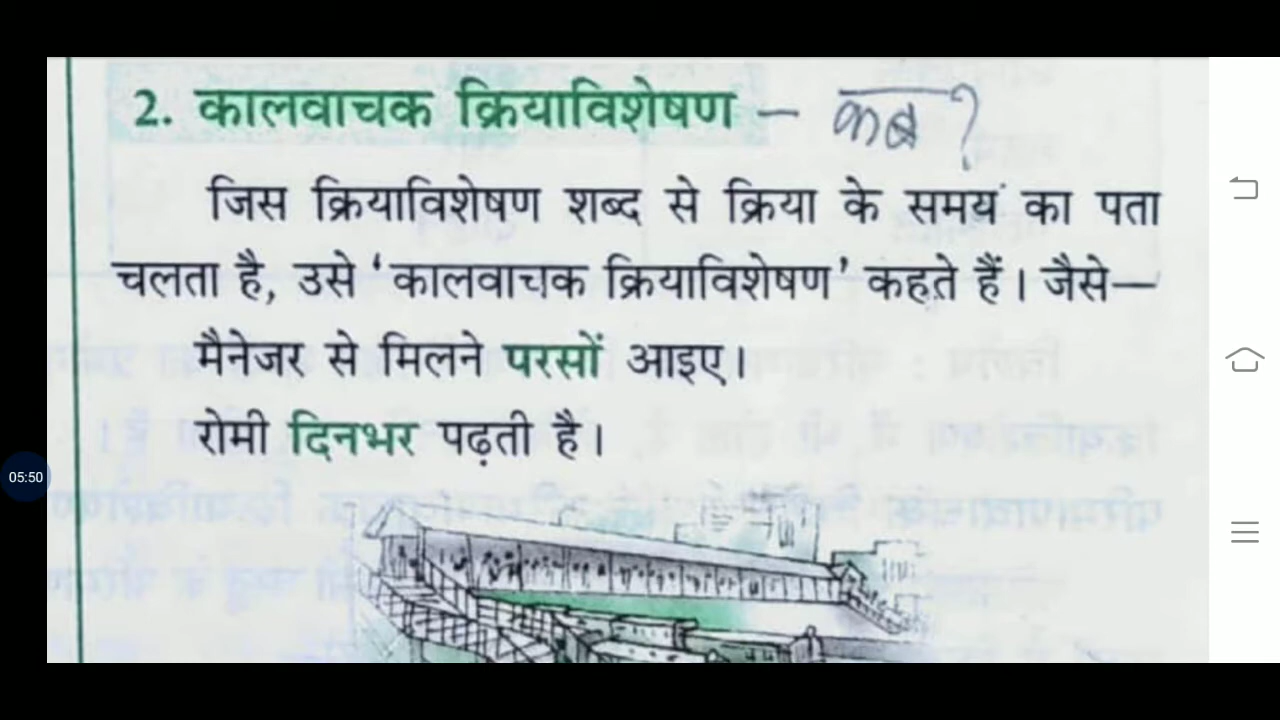 2. कालवाचक क्रियाविशेषण – कब ?
जिस क्रियाविशेषण शब्द से क्रिया के समय का पता
चलता है, उसे ‘कालवाचक क्रियाविशेषण’ कहते हैं। जैसे—
मैनेजर से मिलने परसों आइए।
रोमी दिनभर पढ़ती है।
05:50